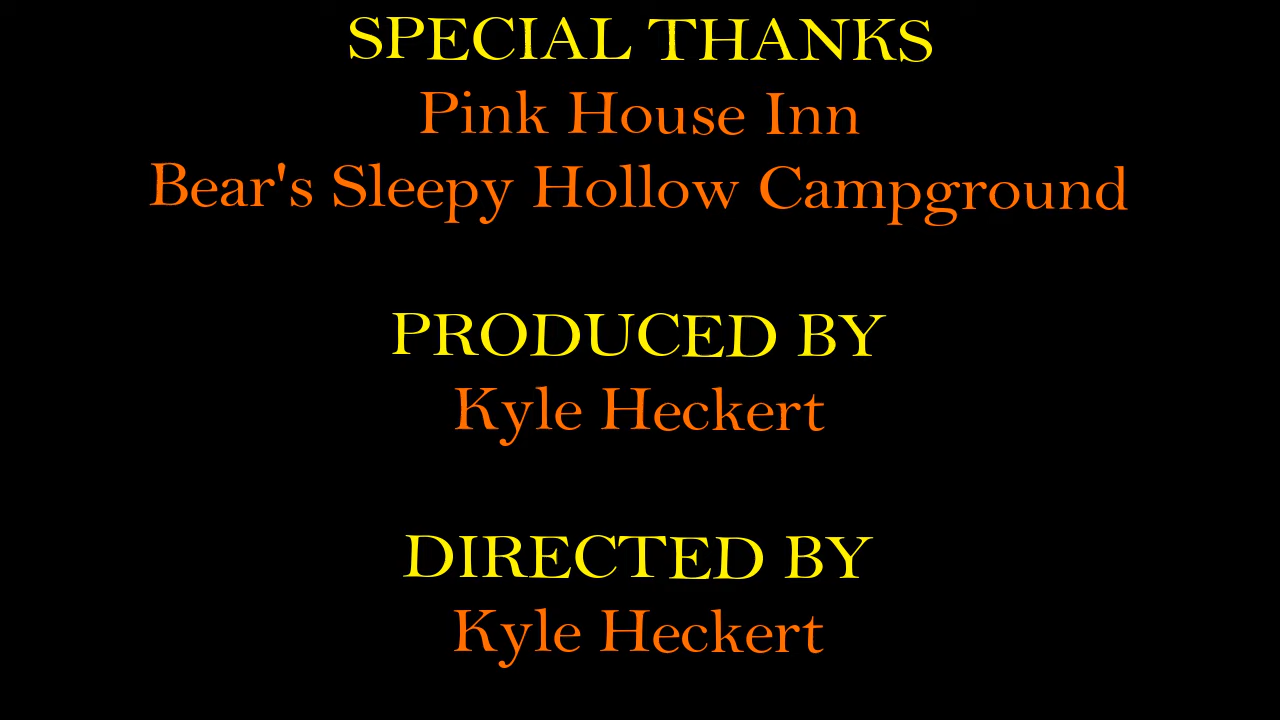 SPECIAL THANKS
Pink House Inn
Bear's Sleepy Hollow Campground
PRODUCED BY
Kyle Heckert
DIRECTED BY
Kyle Heckert